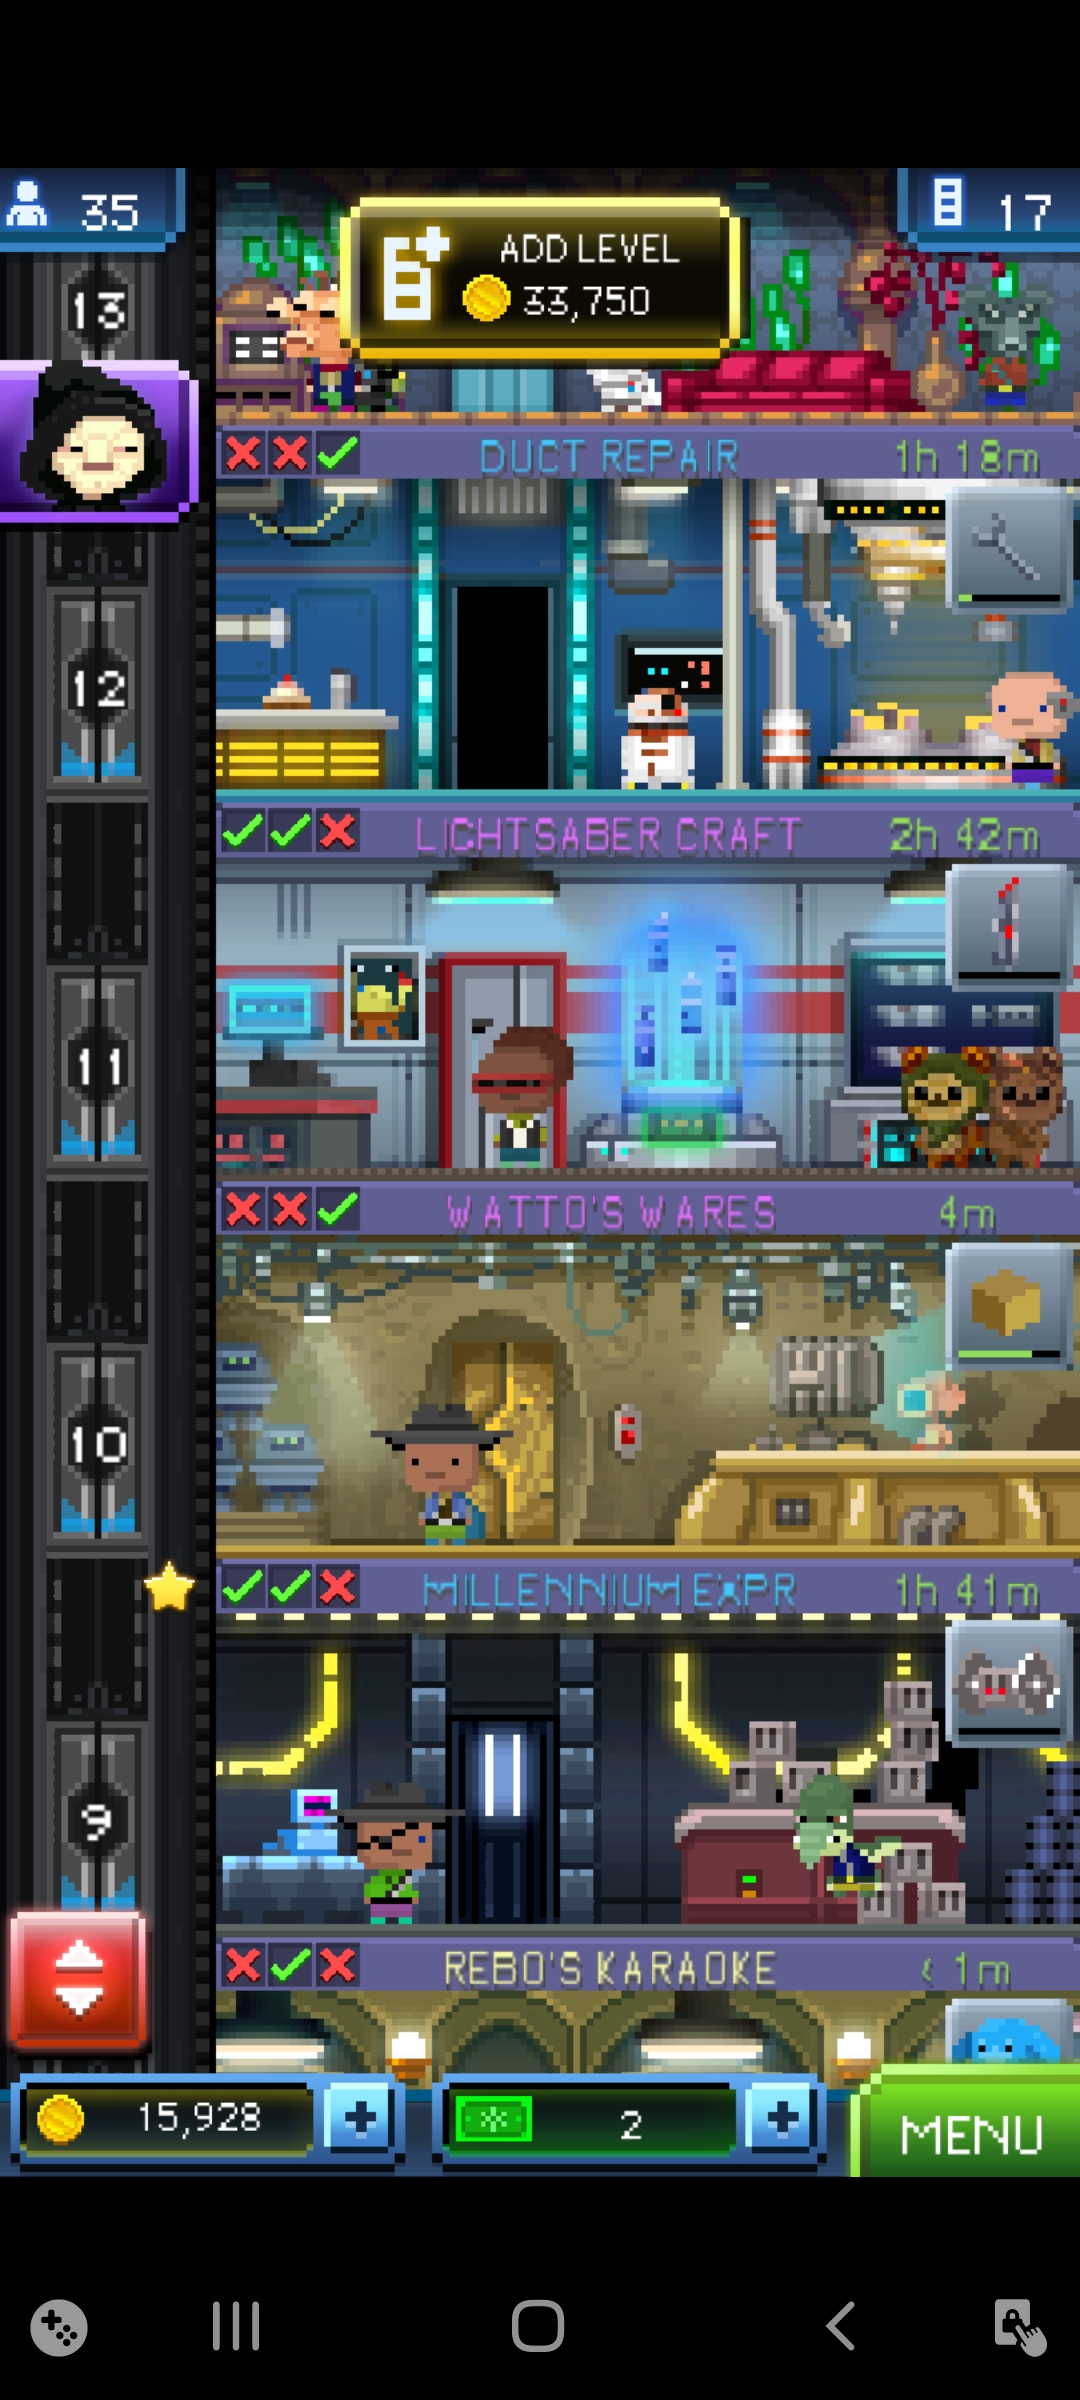 35
17
ADD LEVEL
33,750
13
DUCT REPAIR 1h 18m
12
LIGHTSABER CRAFT 2h 42m
11
WATTO'S WARES 4m
10
MILLENNIUM EXPR 1h 41m
9
REBO'S KARAOKE < 1m
15,928
2
MENU